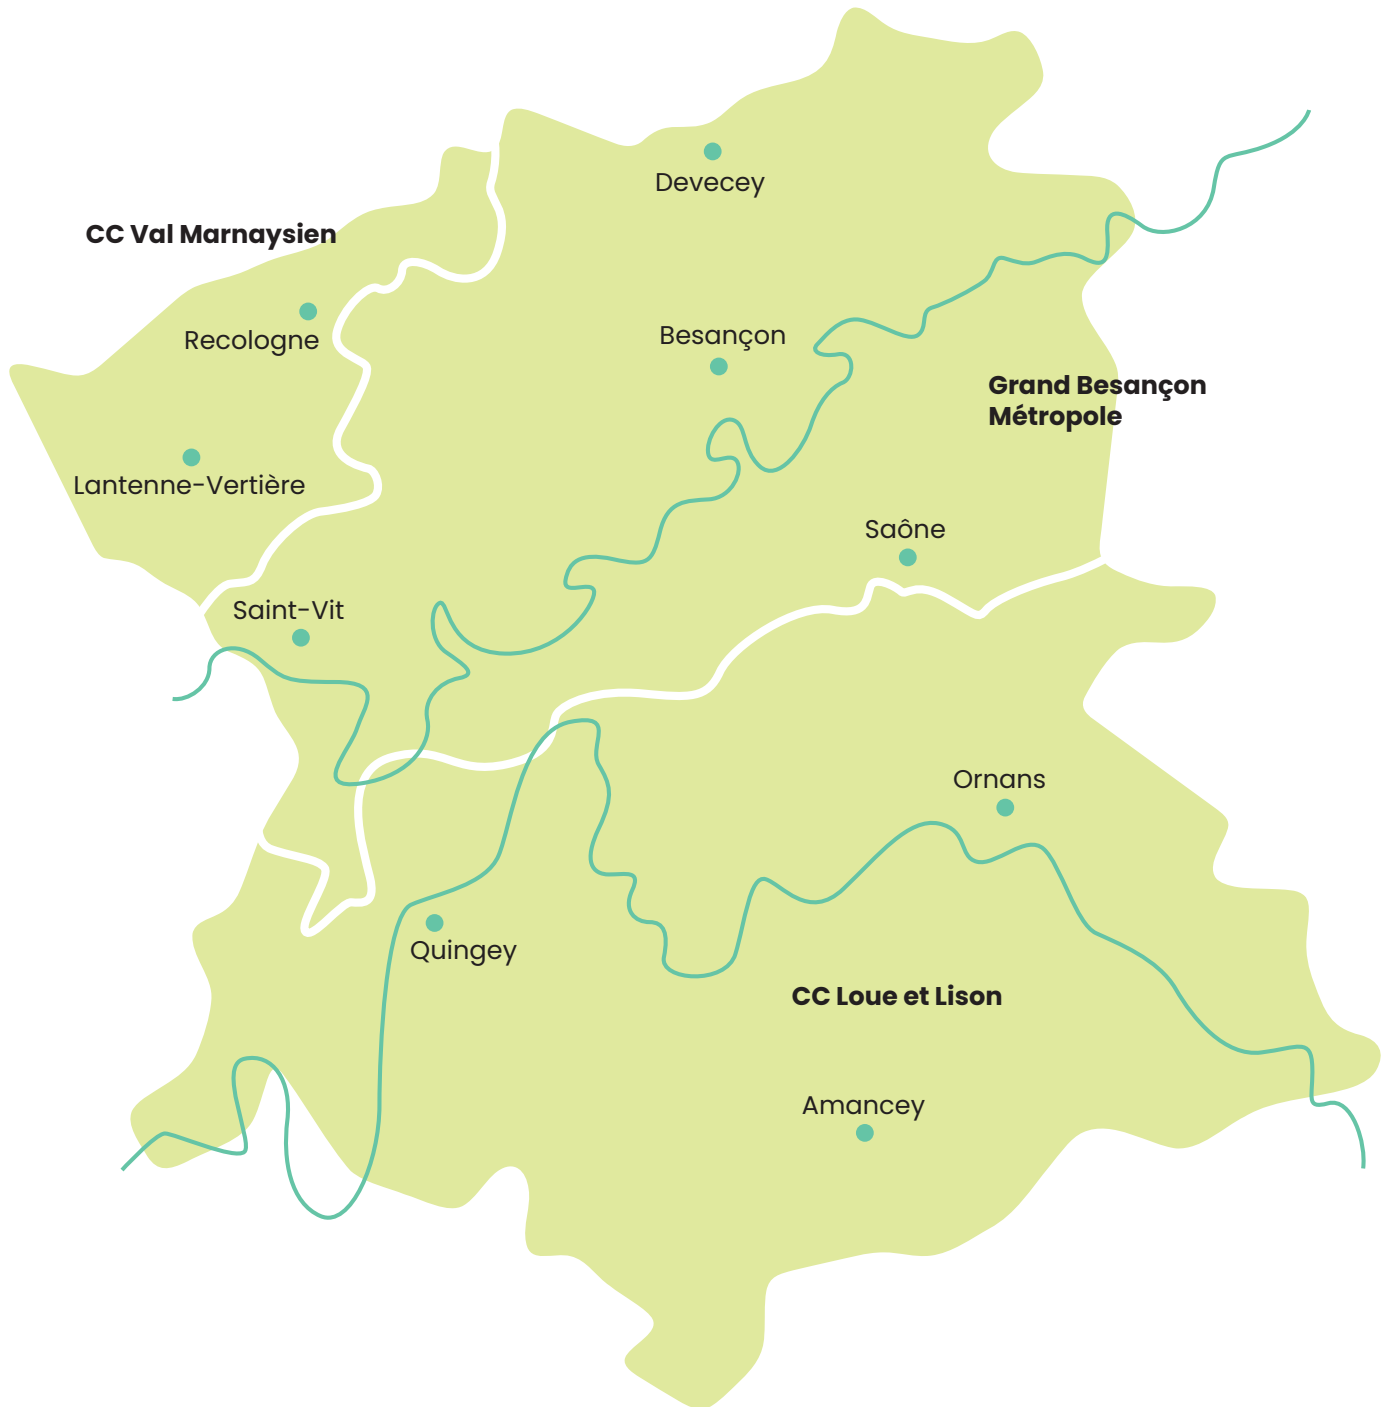 Devecey
CC Val Marnaysien
Recologne
Besançon
Grand Besançon
Métropole
Lantenne-Vertière
Saône
Saint-Vit
Ornans
Quingey
CC Loue et Lison
Amancey